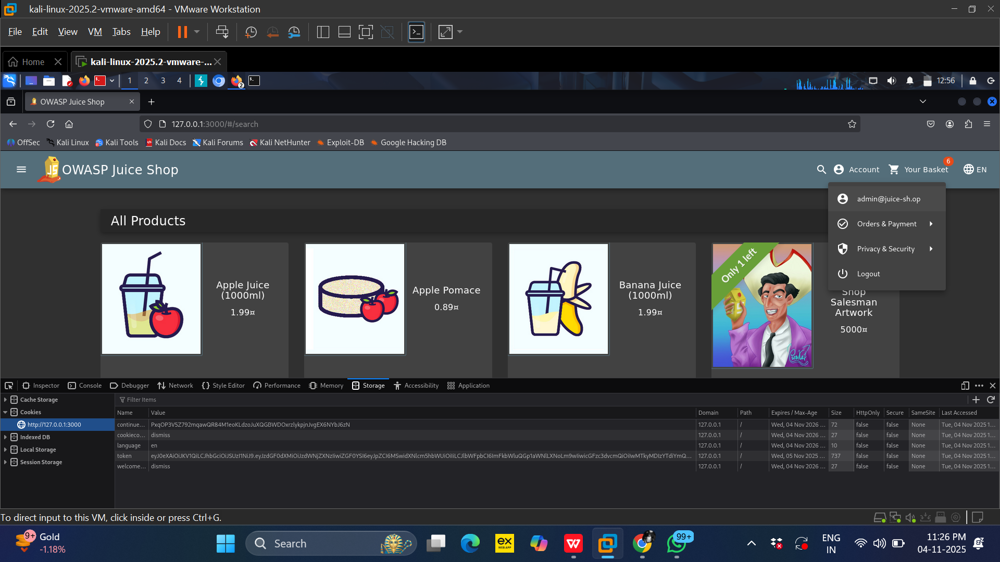 kali-linux-2025.2-vmware-amd64 - VMware Workstation
File Edit View VM Tabs Help
Home kali-linux-2025.2-vmware-...
1 2 3 4 2 12:56
OWASP Juice Shop
127.0.0.1:3000/#/search
OffSec Kali Linux Kali Tools Kali Docs Kali Forums Kali NetHunter Exploit-DB Google Hacking DB
OWASP Juice Shop Account Your Basket 6 EN
admin@juice-sh.op
Orders & Payment
Privacy & Security
Logout
All Products
Apple Juice
(1000ml)
1.99¤
Apple Pomace
0.89¤
Banana Juice
(1000ml)
1.99¤
Only 1 left
Shop
Salesman
Artwork
5000¤
Inspector Console Debugger Network Style Editor Performance Memory Storage Accessibility Application
Cache Storage
Cookies
http://127.0.0.1:3000
Indexed DB
Local Storage
Session Storage
Filter Items
Name Value Domain Path Expires / Max-Age Size HttpOnly Secure SameSite Last Accessed
continue... 127.0.0.1 / Wed, 04 Nov 2026 ... 72 false false None Tue, 04 Nov 2025 1...
cookieco... dismiss 127.0.0.1 / Wed, 04 Nov 2026 ... 27 false false None Tue, 04 Nov 2025 1...
language en 127.0.0.1 / Wed, 04 Nov 2026 ... 10 false false None Tue, 04 Nov 2025 1...
token 127.0.0.1 / Wed, 05 Nov 2025 ... 737 false false None Tue, 04 Nov 2025 1...
welcome... dismiss 127.0.0.1 / Wed, 04 Nov 2026 ... 27 false false None Tue, 04 Nov 2025 1...
To direct input to this VM, click inside or press Ctrl+G.
9+ Gold
-1.18%
Search
ex
WEB APP
99+
ENG
IN
11:26 PM
04-11-2025